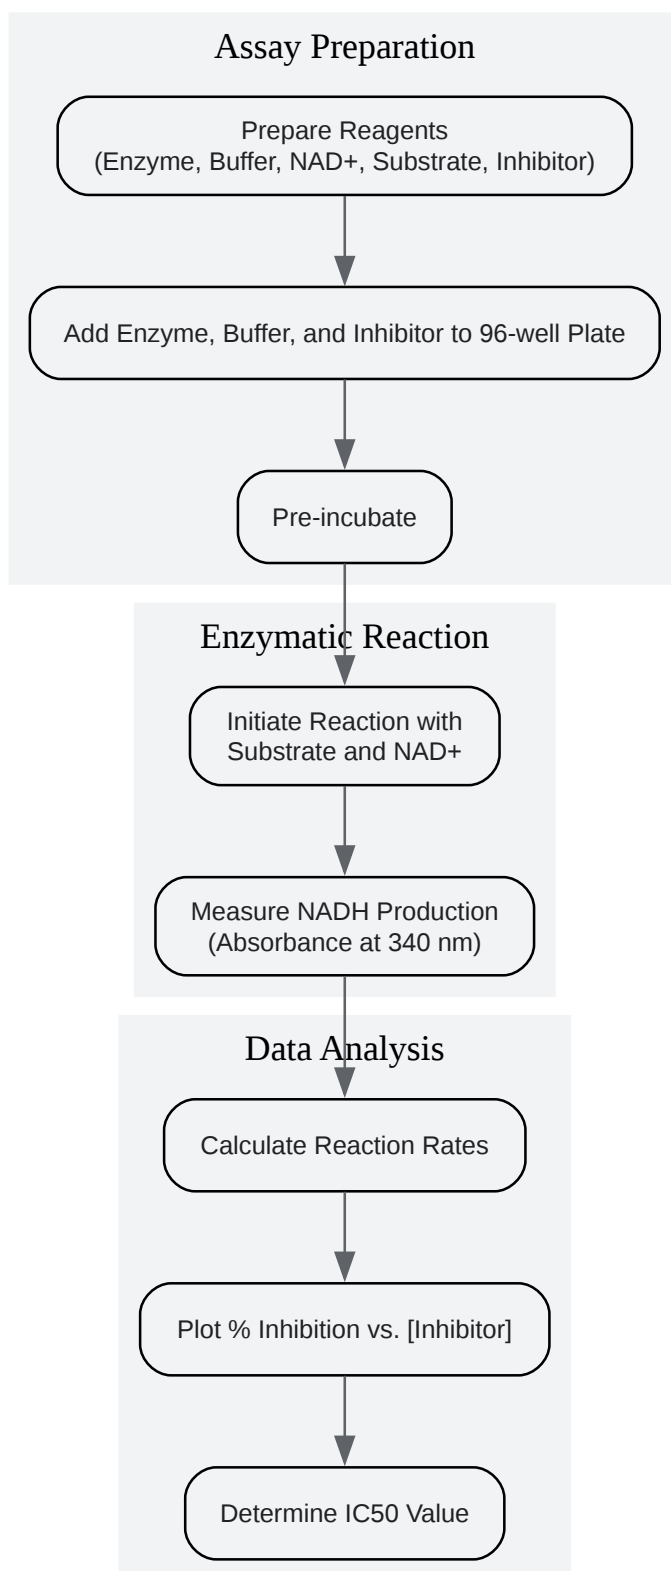 Assay Preparation
Prepare Reagents
(Enzyme, Buffer, NAD+, Substrate, Inhibitor)
Add Enzyme, Buffer, and Inhibitor to 96-well Plate
Pre-incubate
Enzymatic Reaction
Initiate Reaction with
Substrate and NAD+
Measure NADH Production
(Absorbance at 340 nm)
Data Analysis
Calculate Reaction Rates
Plot % Inhibition vs. [Inhibitor]
Determine IC50 Value